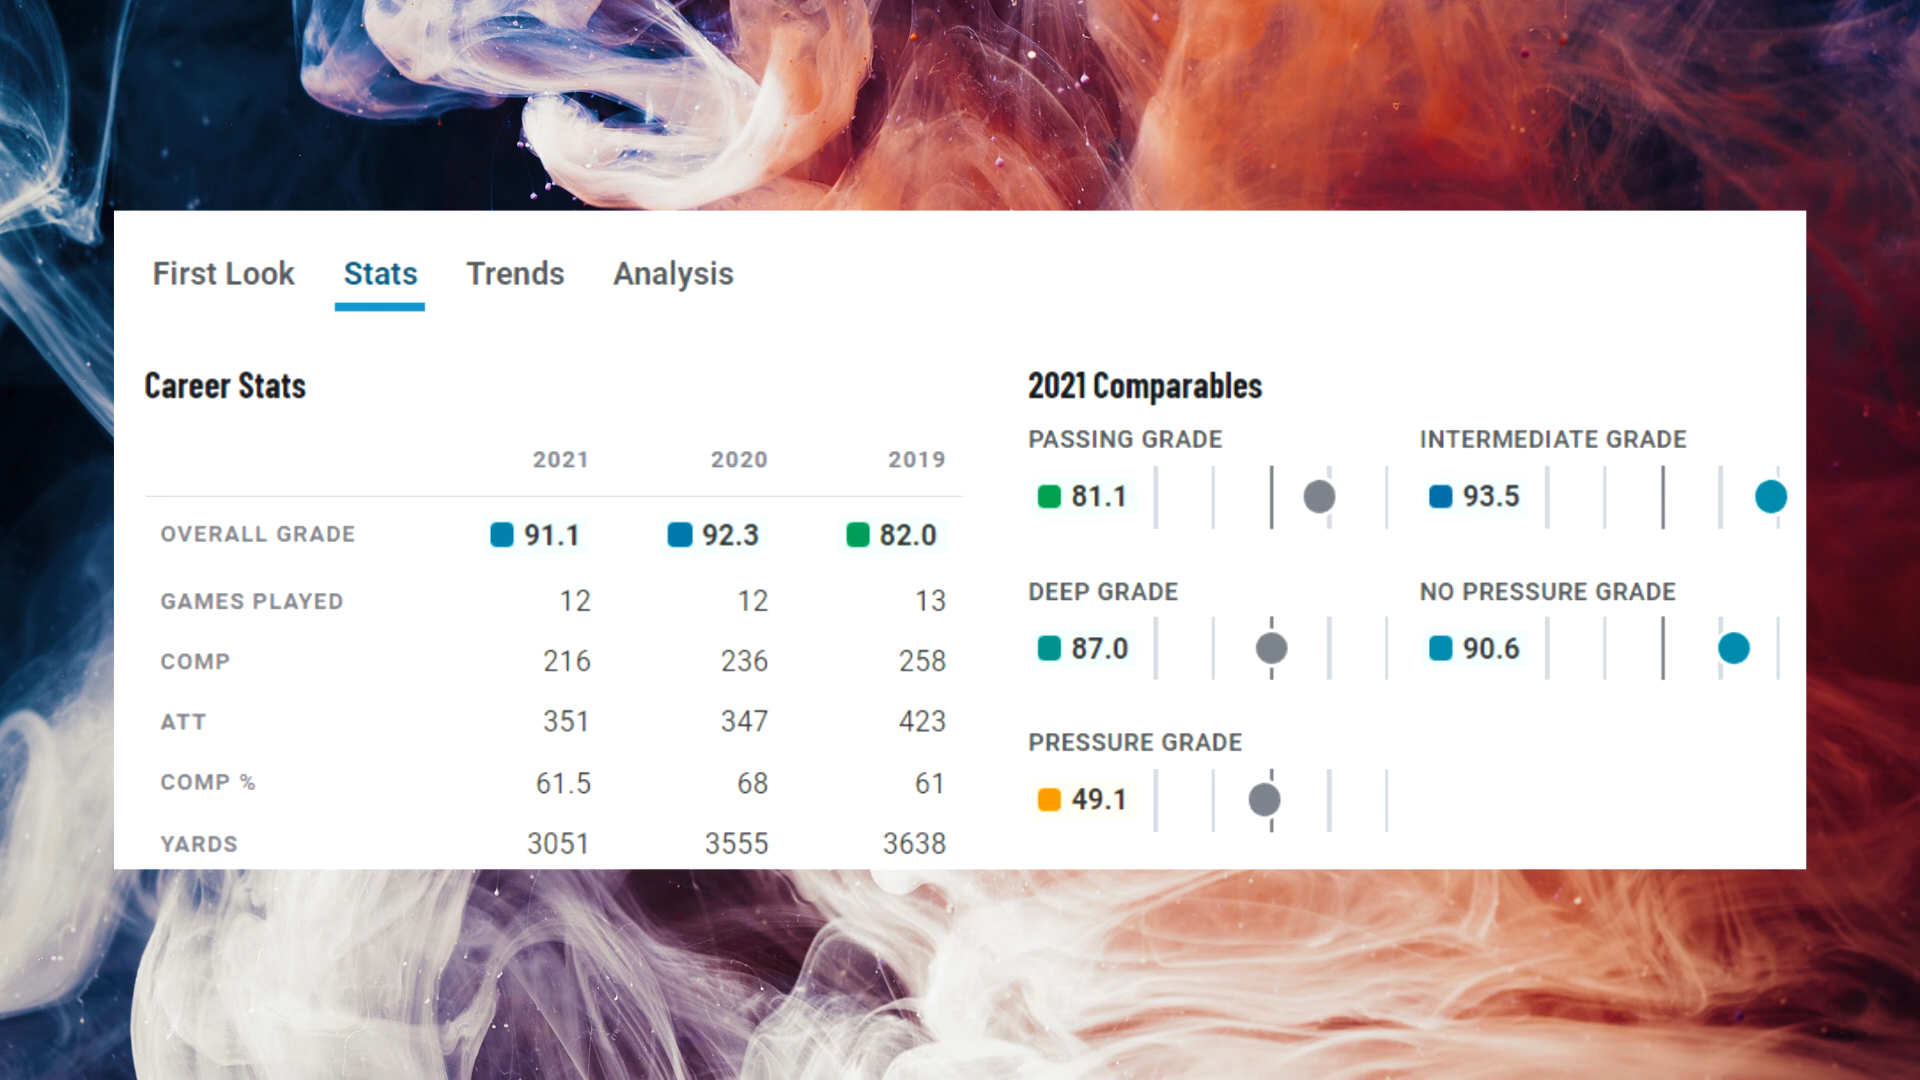 First Look Stats Trends Analysis
Career Stats
2021 2020 2019
OVERALL GRADE 91.1 92.3 82.0
GAMES PLAYED 12 12 13
COMP 216 236 258
ATT 351 347 423
COMP % 61.5 68 61
YARDS 3051 3555 3638
2021 Comparables
PASSING GRADE
81.1
INTERMEDIATE GRADE
93.5
DEEP GRADE
87.0
NO PRESSURE GRADE
90.6
PRESSURE GRADE
49.1